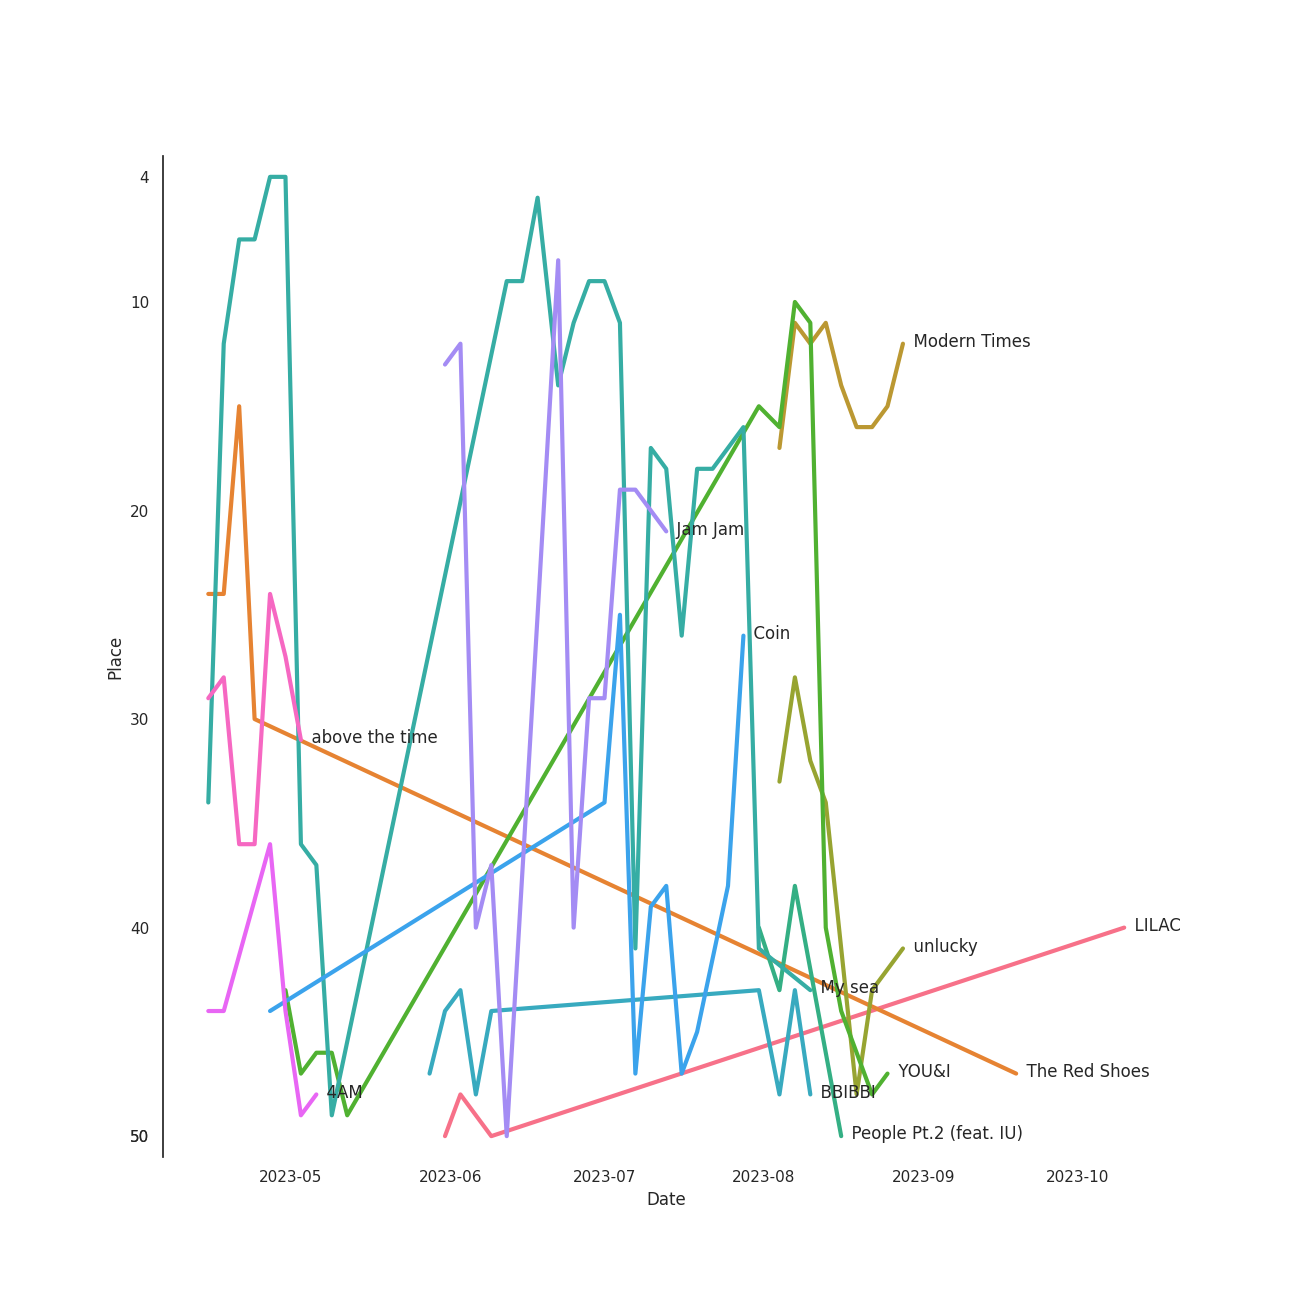 4
10
Modern Times
20
Jam Jam
Coin
30
above the time
Place
40
LILAC
unlucky
My sea
YOU&I
The Red Shoes
4AM
BBIBBI
50
People Pt.2 (feat. IU)
2023-05
2023-06
2023-07
2023-08
2023-09
2023-10
Date